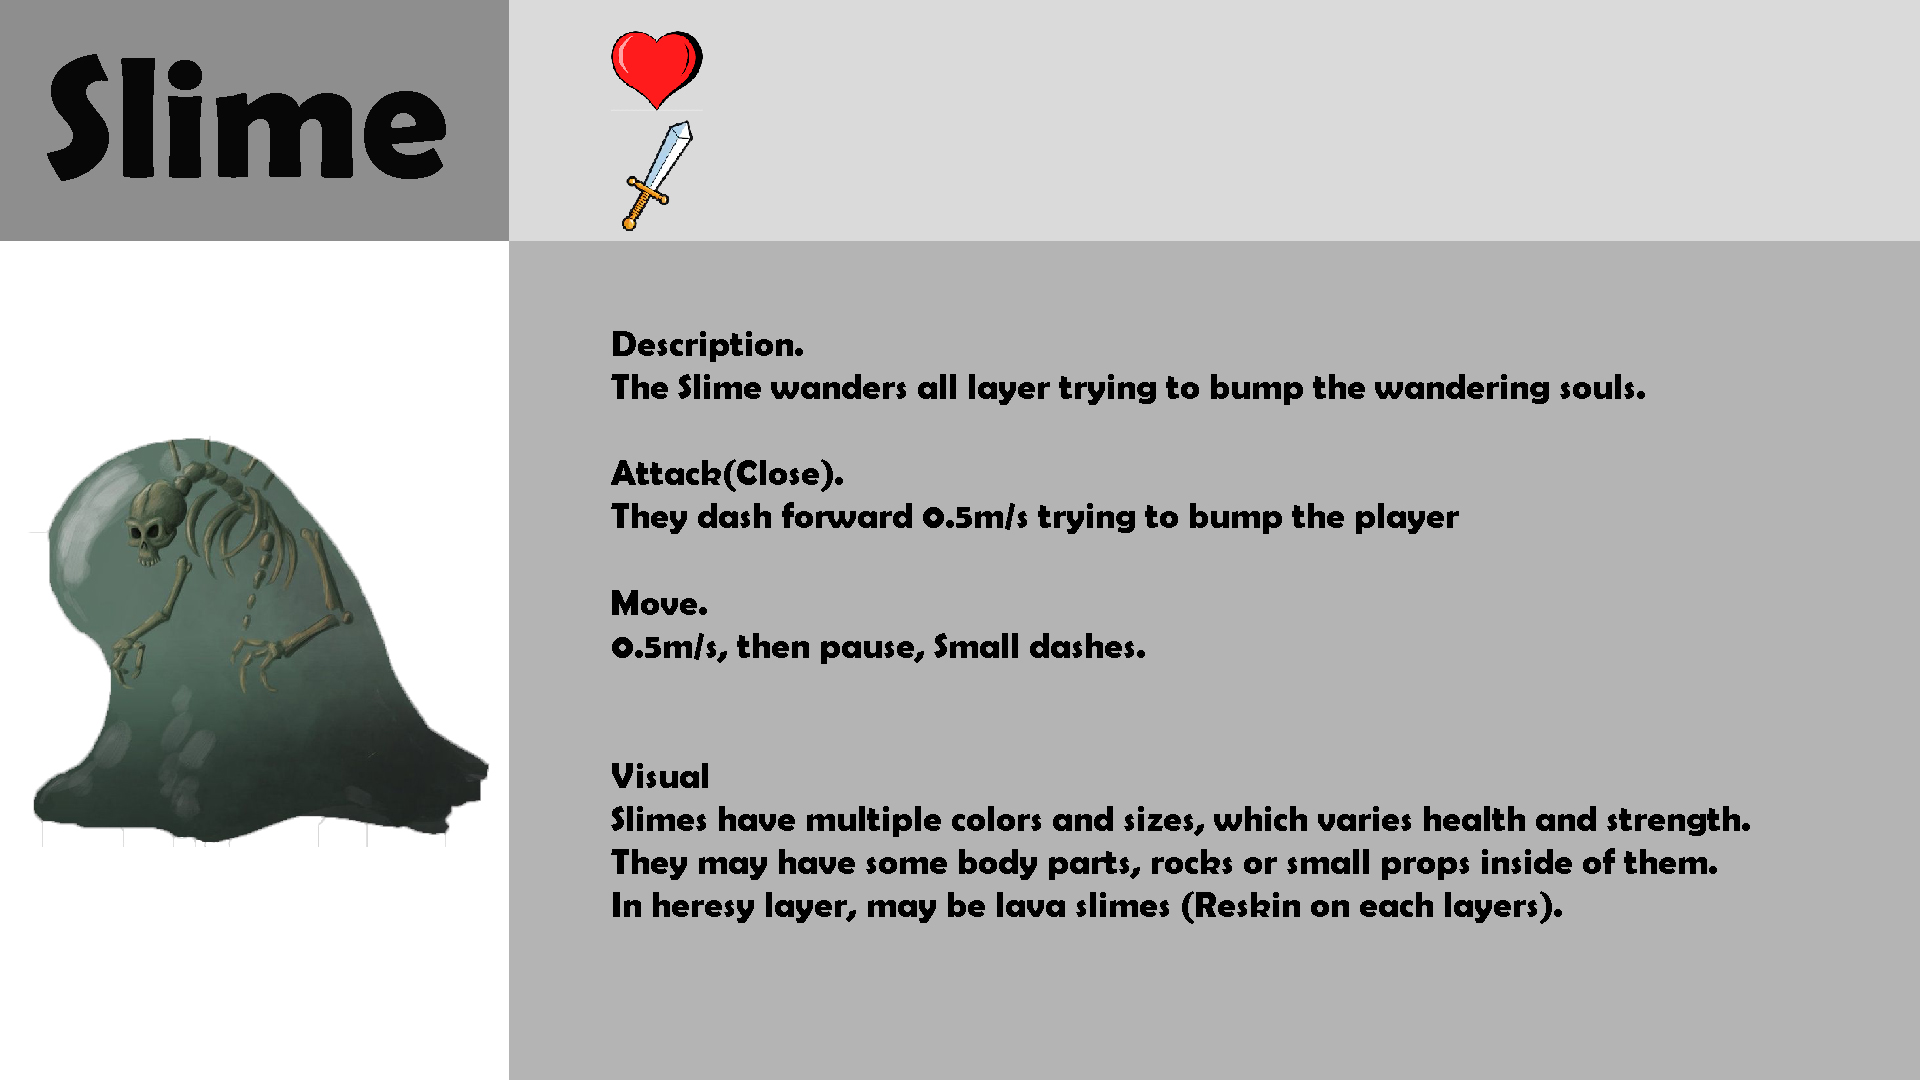 Slime
Description.
The Slime wanders all layer trying to bump the wandering souls.
Attack(Close).
They dash forward 0.5m/s trying to bump the player
Move.
0.5m/s, then pause, Small dashes.
Visual
Slimes have multiple colors and sizes, which varies health and strength.
They may have some body parts, rocks or small props inside of them.
In heresy layer, may be lava slimes (Reskin on each layers).